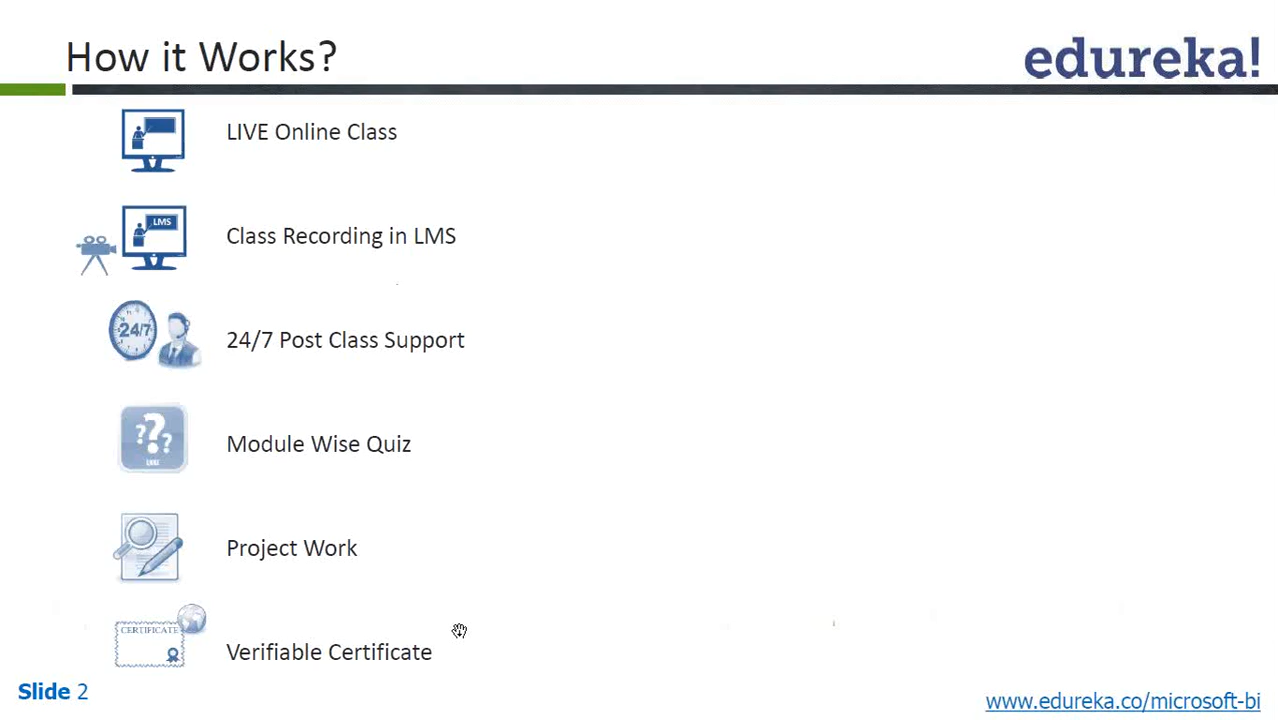 How it Works?
edureka!
LIVE Online Class
LMS
Class Recording in LMS
24/7
24/7 Post Class Support
???
QUIZ
Module Wise Quiz
Project Work
CERTIFICATE
Verifiable Certificate
Slide 2
www.edureka.co/microsoft-bi